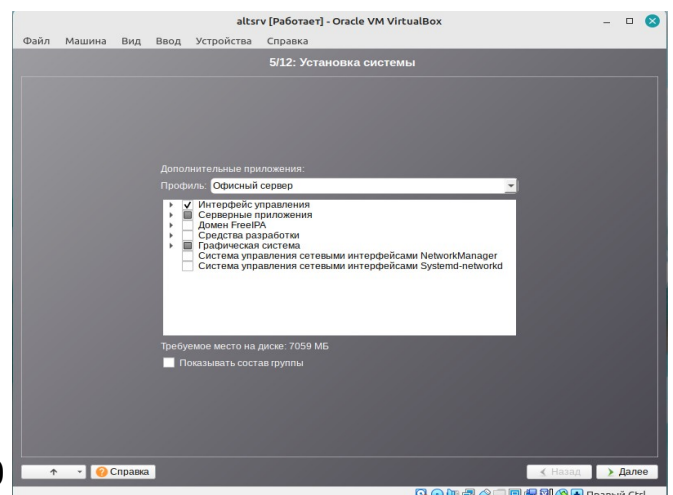 altsrv [Работает] - Oracle VM VirtualBox
Файл Машина Вид Ввод Устройства Справка
5/12: Установка системы
Дополнительные приложения:
Профиль: Офисный сервер
Интерфейс управления
Серверные приложения
Домен FreeIPA
Средства разработки
Графическая система
Система управления сетевыми интерфейсами NetworkManager
Система управления сетевыми интерфейсами Systemd-networkd
Требуемое место на диске: 7059 МБ
Показывать состав группы
Справка Назад Далее
Правый Ctrl